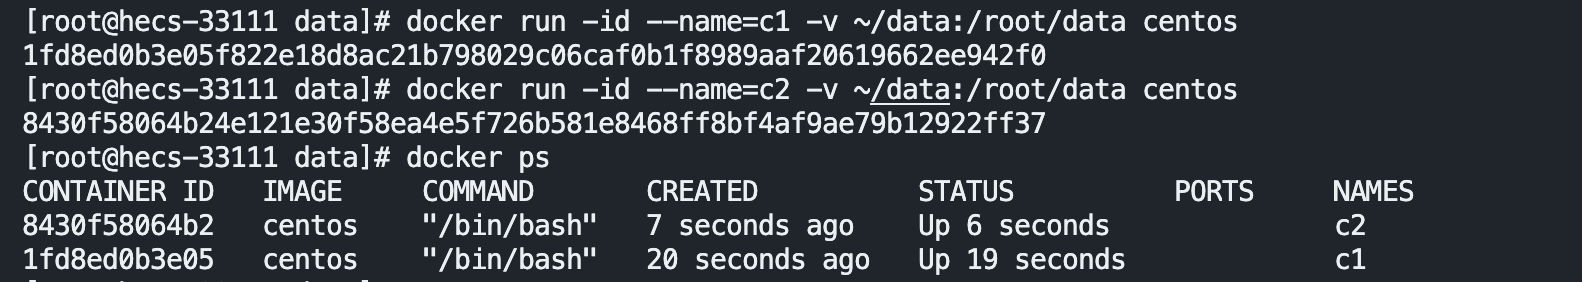 [root@hecs-33111 data]# docker run -id --name=c1 -v ~/data:/root/data centos
1fd8ed0b3e05f822e18d8ac21b798029c06caf0b1f8989aaf20619662ee942f0
[root@hecs-33111 data]# docker run -id --name=c2 -v ~/data:/root/data centos
8430f58064b24e121e30f58ea4e5f726b581e8468ff8bf4af9ae79b12922ff37
[root@hecs-33111 data]# docker ps
CONTAINER ID   IMAGE    COMMAND       CREATED          STATUS          PORTS     NAMES
8430f58064b2   centos   "/bin/bash"   7 seconds ago    Up 6 seconds              c2
1fd8ed0b3e05   centos   "/bin/bash"   20 seconds ago   Up 19 seconds             c1